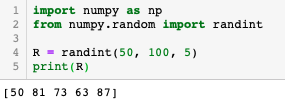 1 import numpy as np
2 from numpy.random import randint
3
4 R = randint(50, 100, 5)
5 print(R)
[50 81 73 63 87]